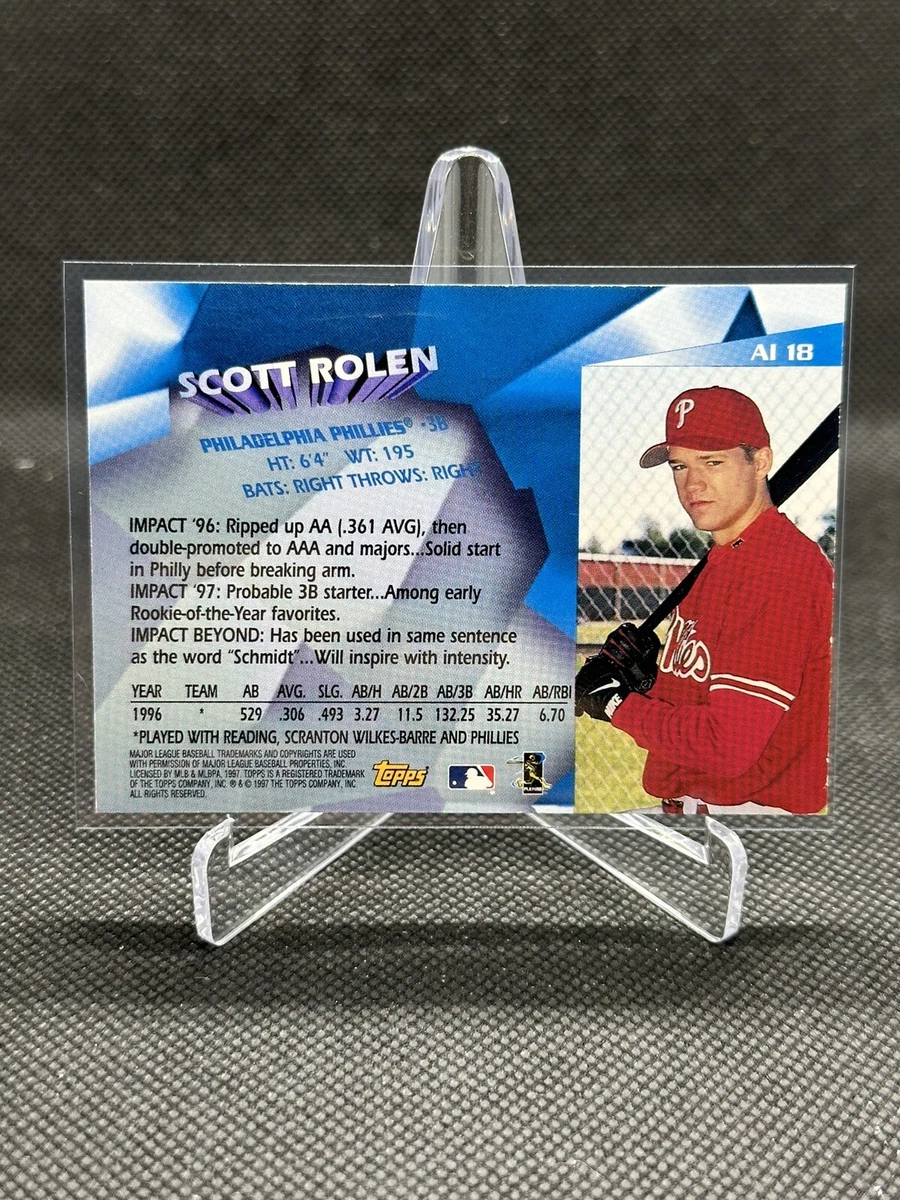 AI 18
SCOTT ROLEN
PHILADELPHIA PHILLIES® • 3B
HT: 6'4" WT: 195
BATS: RIGHT THROWS: RIGHT
IMPACT '96: Ripped up AA (.361 AVG), then
double-promoted to AAA and majors...Solid start
in Philly before breaking arm.
IMPACT '97: Probable 3B starter...Among early
Rookie-of-the-Year favorites.
IMPACT BEYOND: Has been used in same sentence
as the word "Schmidt"...Will inspire with intensity.
YEAR TEAM AB AVG. SLG. AB/H AB/2B AB/3B AB/HR AB/RBI
1996 * 529 .306 .493 3.27 11.5 132.25 35.27 6.70
*PLAYED WITH READING, SCRANTON WILKES-BARRE AND PHILLIES
MAJOR LEAGUE BASEBALL TRADEMARKS AND COPYRIGHTS ARE USED
WITH PERMISSION OF MAJOR LEAGUE BASEBALL PROPERTIES, INC.
LICENSED BY MLB & MLBPA, 1997. TOPPS IS A REGISTERED TRADEMARK
OF THE TOPPS COMPANY, INC. ® & © 1997 THE TOPPS COMPANY, INC.
ALL RIGHTS RESERVED.
TOPPS
P
NIKE